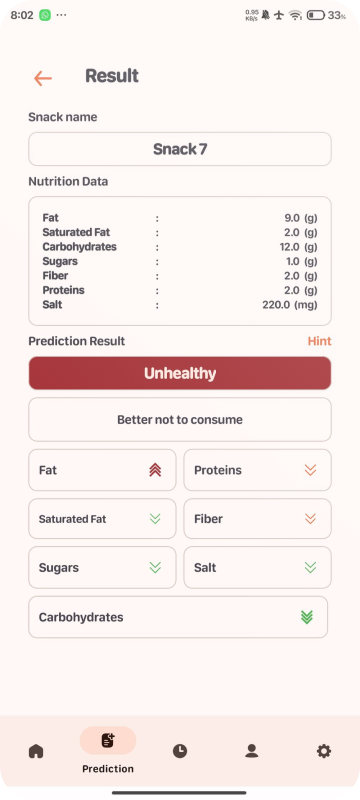 8:02 ... 0.95 KB/s 33%
Result
Snack name
Snack 7
Nutrition Data
Fat : 9.0 (g)
Saturated Fat : 2.0 (g)
Carbohydrates : 12.0 (g)
Sugars : 1.0 (g)
Fiber : 2.0 (g)
Proteins : 2.0 (g)
Salt : 220.0 (mg)
Prediction Result Hint
Unhealthy
Better not to consume
Fat Proteins
Saturated Fat Fiber
Sugars Salt
Carbohydrates
Prediction